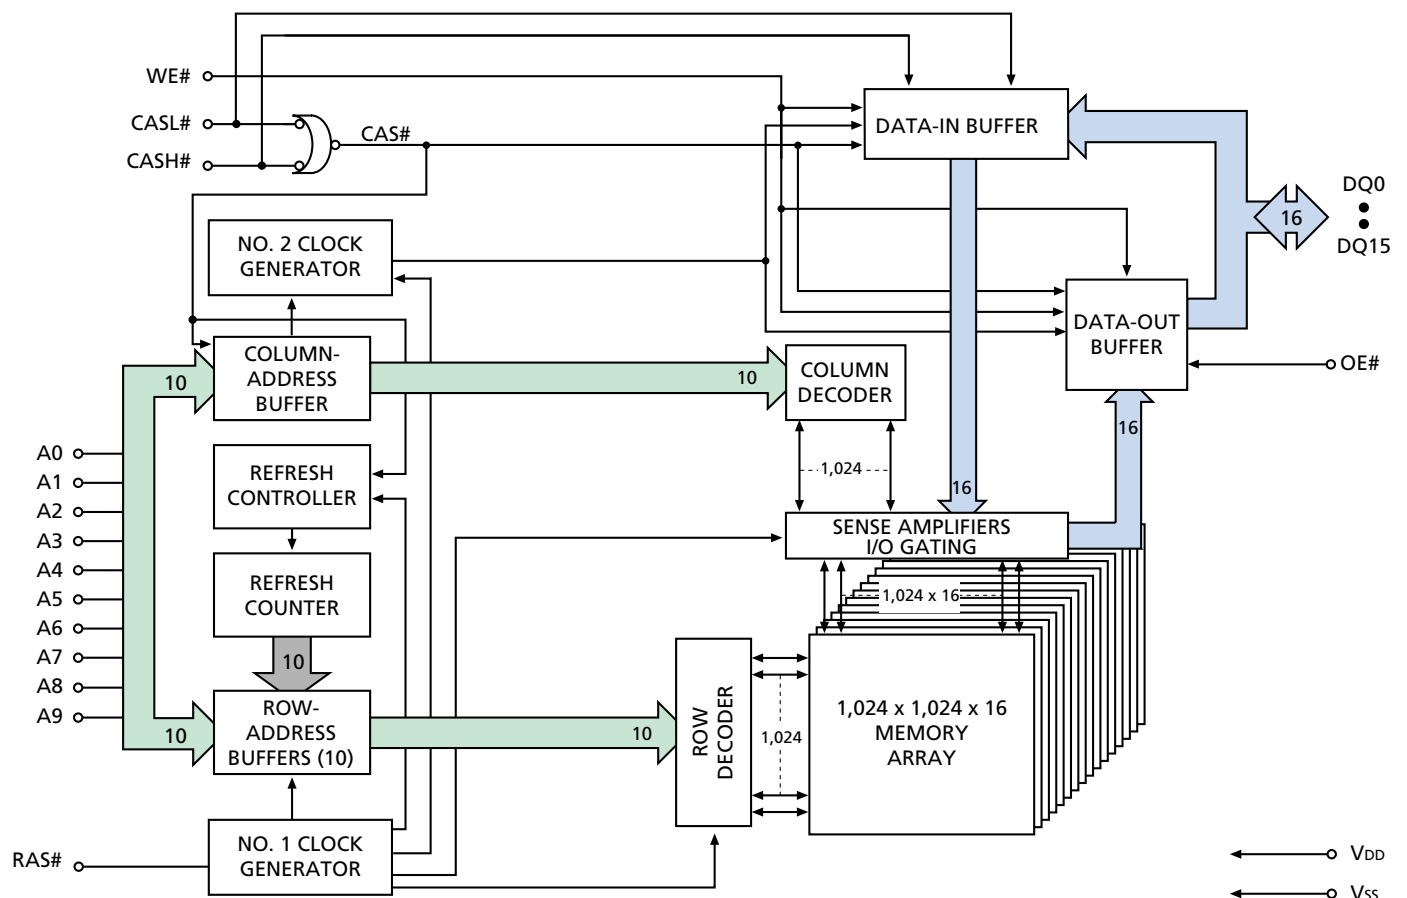 WE#
CASL#
CASH#
CAS#
DATA-IN BUFFER
DQ0
16
DQ15
NO. 2 CLOCK
GENERATOR
DATA-OUT
BUFFER
OE#
COLUMN-
ADDRESS
BUFFER
10
10
COLUMN
DECODER
16
A0
A1
A2
A3
A4
A5
A6
A7
A8
A9
REFRESH
CONTROLLER
1,024
16
SENSE AMPLIFIERS
I/O GATING
REFRESH
COUNTER
1,024 x 16
10
10
ROW-
ADDRESS
BUFFERS (10)
10
ROW
DECODER
1,024
1,024 x 1,024 x 16
MEMORY
ARRAY
RAS#
NO. 1 CLOCK
GENERATOR
VDD
VSS